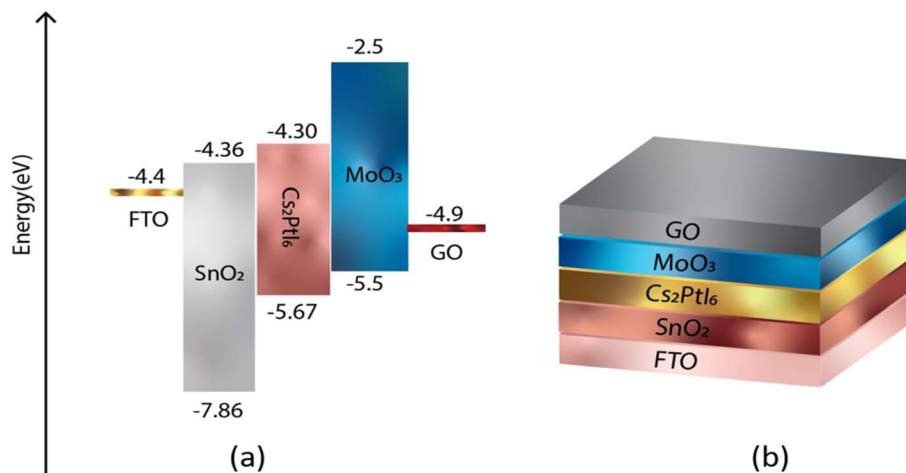 Energy(eV)
-4.4
FTO
-4.36
SnO₂
-7.86
-4.30
Cs₂PtI₆
-5.67
-2.5
MoO₃
-5.5
-4.9
GO
(a)
GO
MoO₃
Cs₂PtI₆
SnO₂
FTO
(b)